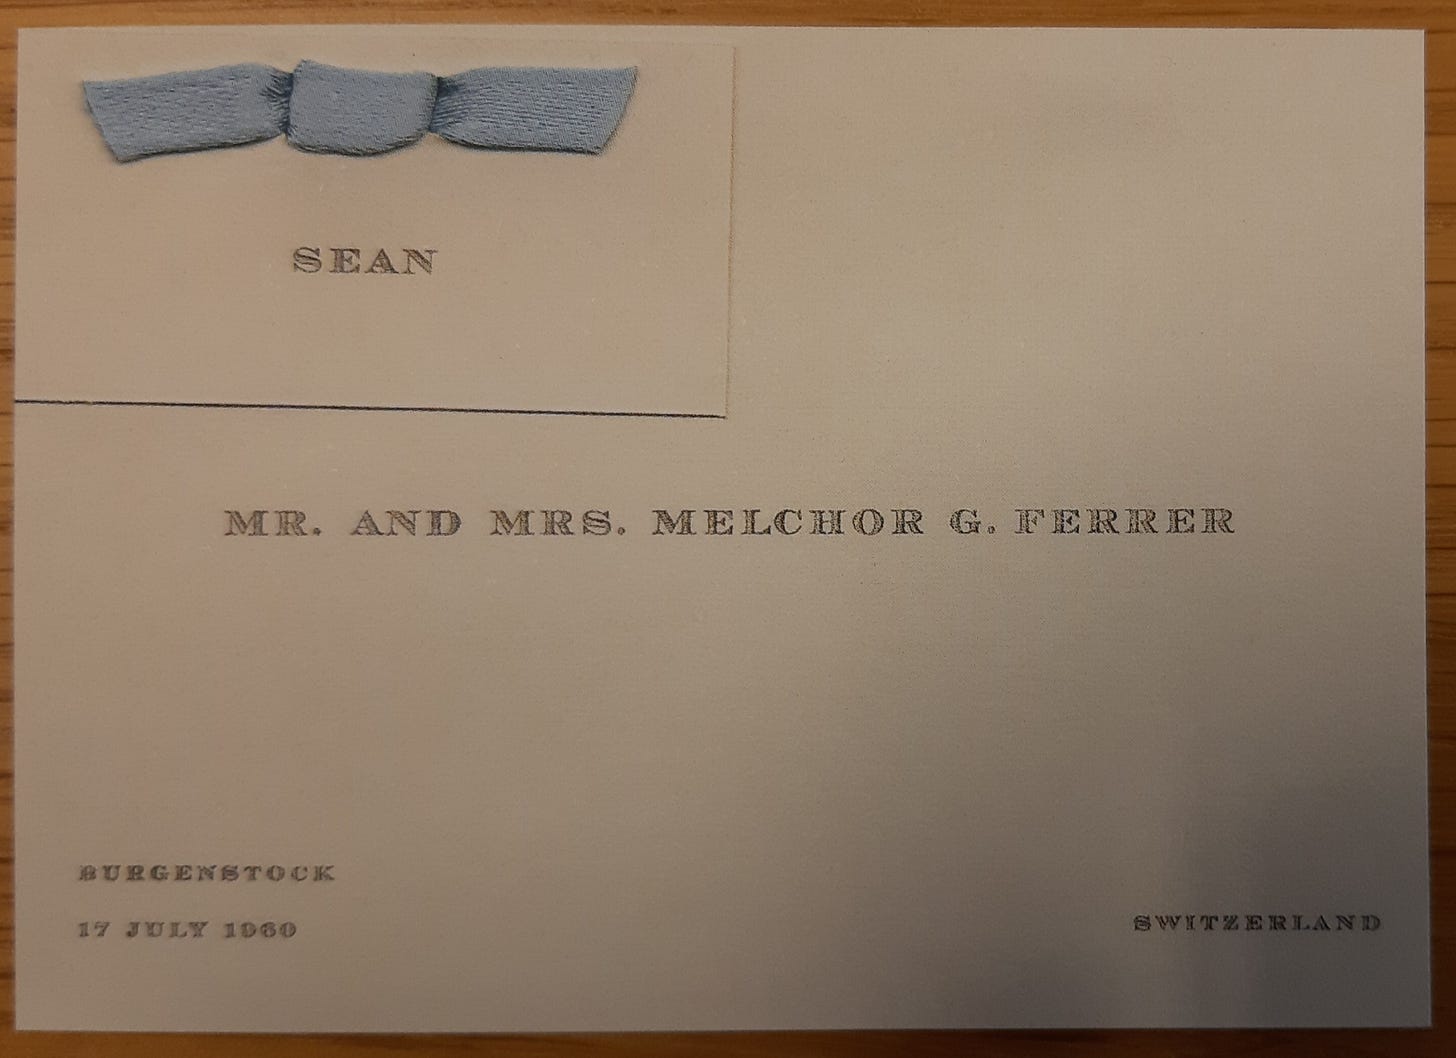 SEAN
MR. AND MRS. MELCHOR G. FERRER
BURGENSTOCK
17 JULY 1960
SWITZERLAND